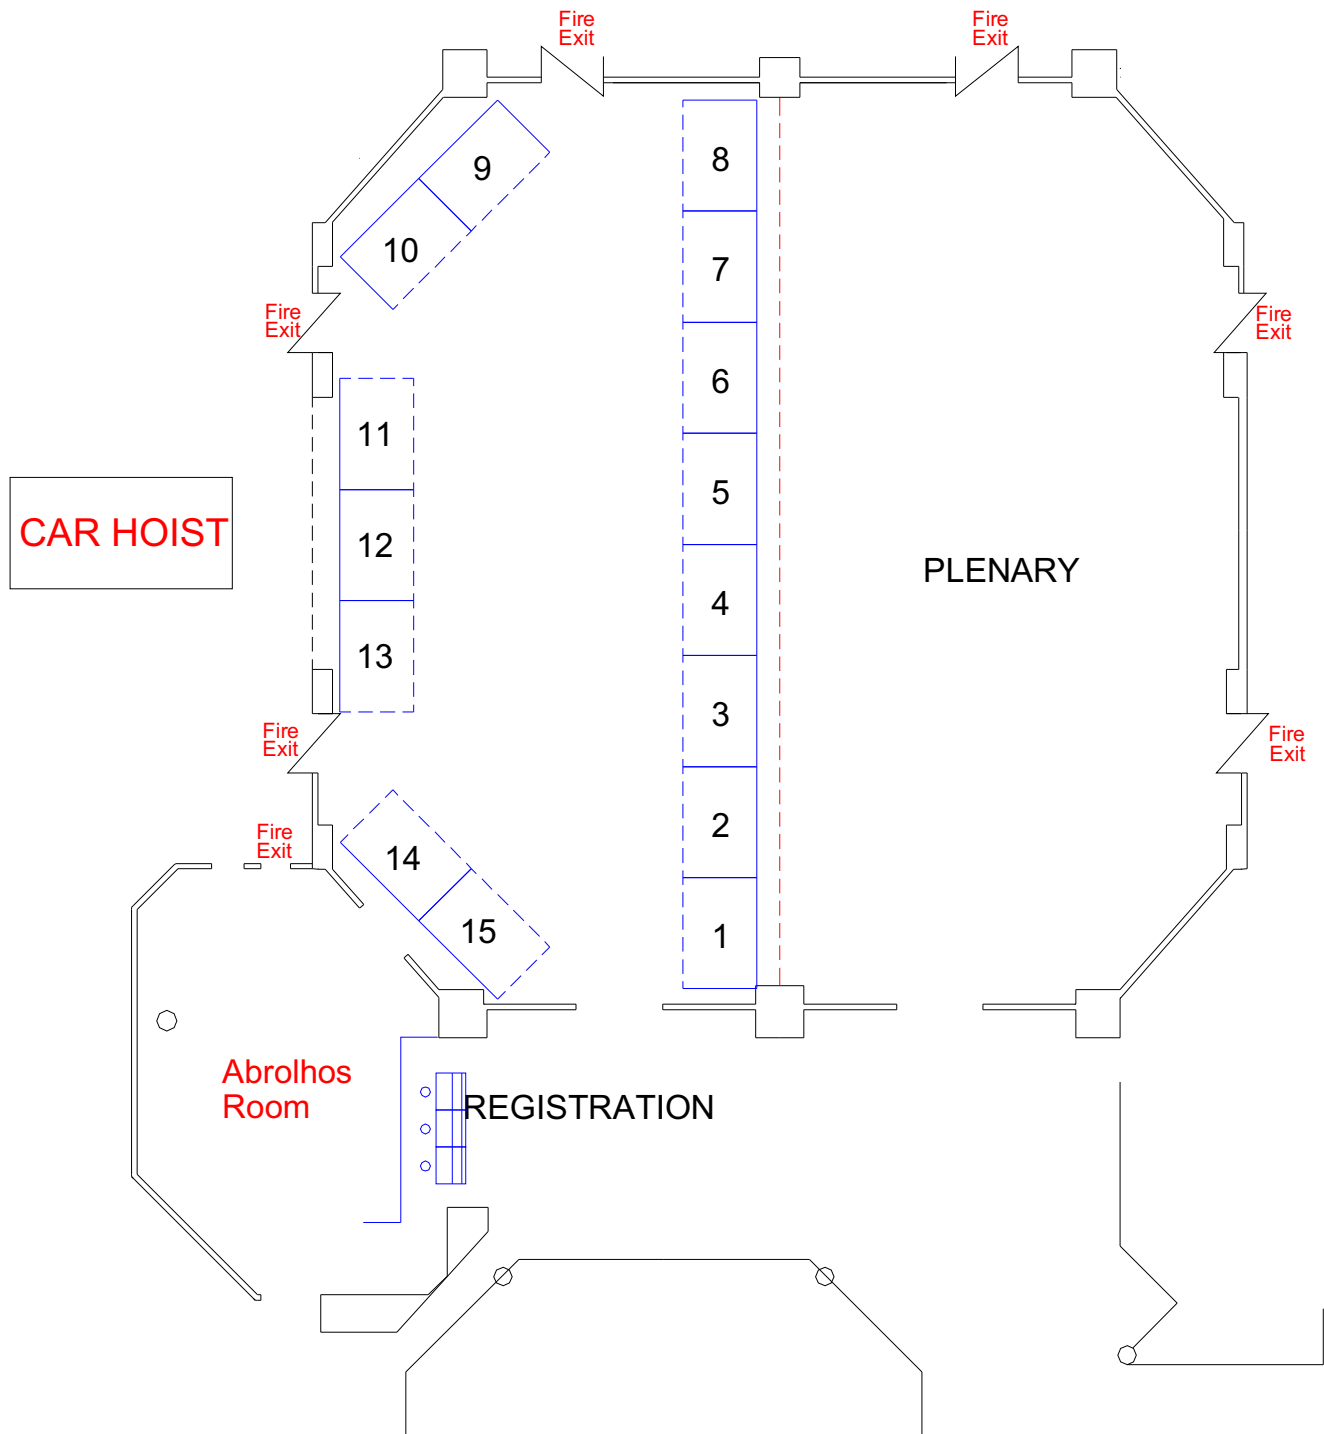 Fire
Exit
Fire
Exit
8
9
10
7
Fire
Exit
Fire
Exit
6
11
5
CAR HOIST
12
PLENARY
4
13
3
Fire
Exit
Fire
Exit
2
Fire
Exit
14
15
1
Abrolhos
Room
REGISTRATION